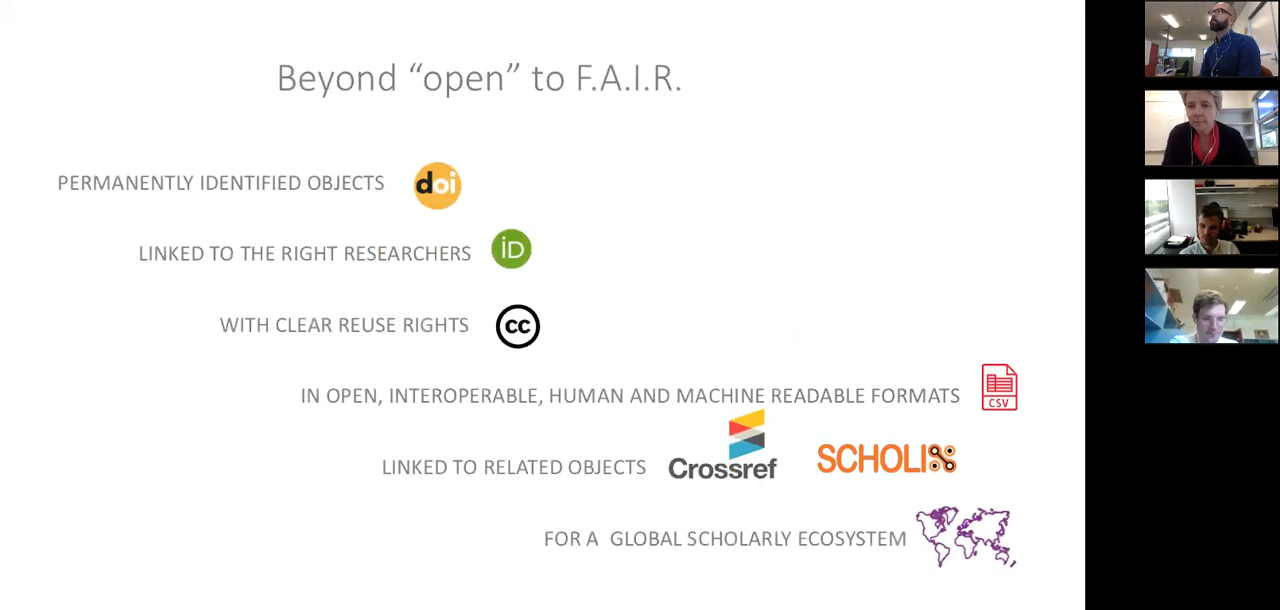 Beyond “open” to F.A.I.R.
PERMANENTLY IDENTIFIED OBJECTS doi
LINKED TO THE RIGHT RESEARCHERS iD
WITH CLEAR REUSE RIGHTS cc
IN OPEN, INTEROPERABLE, HUMAN AND MACHINE READABLE FORMATS CSV
LINKED TO RELATED OBJECTS Crossref SCHOLIX
FOR A GLOBAL SCHOLARLY ECOSYSTEM